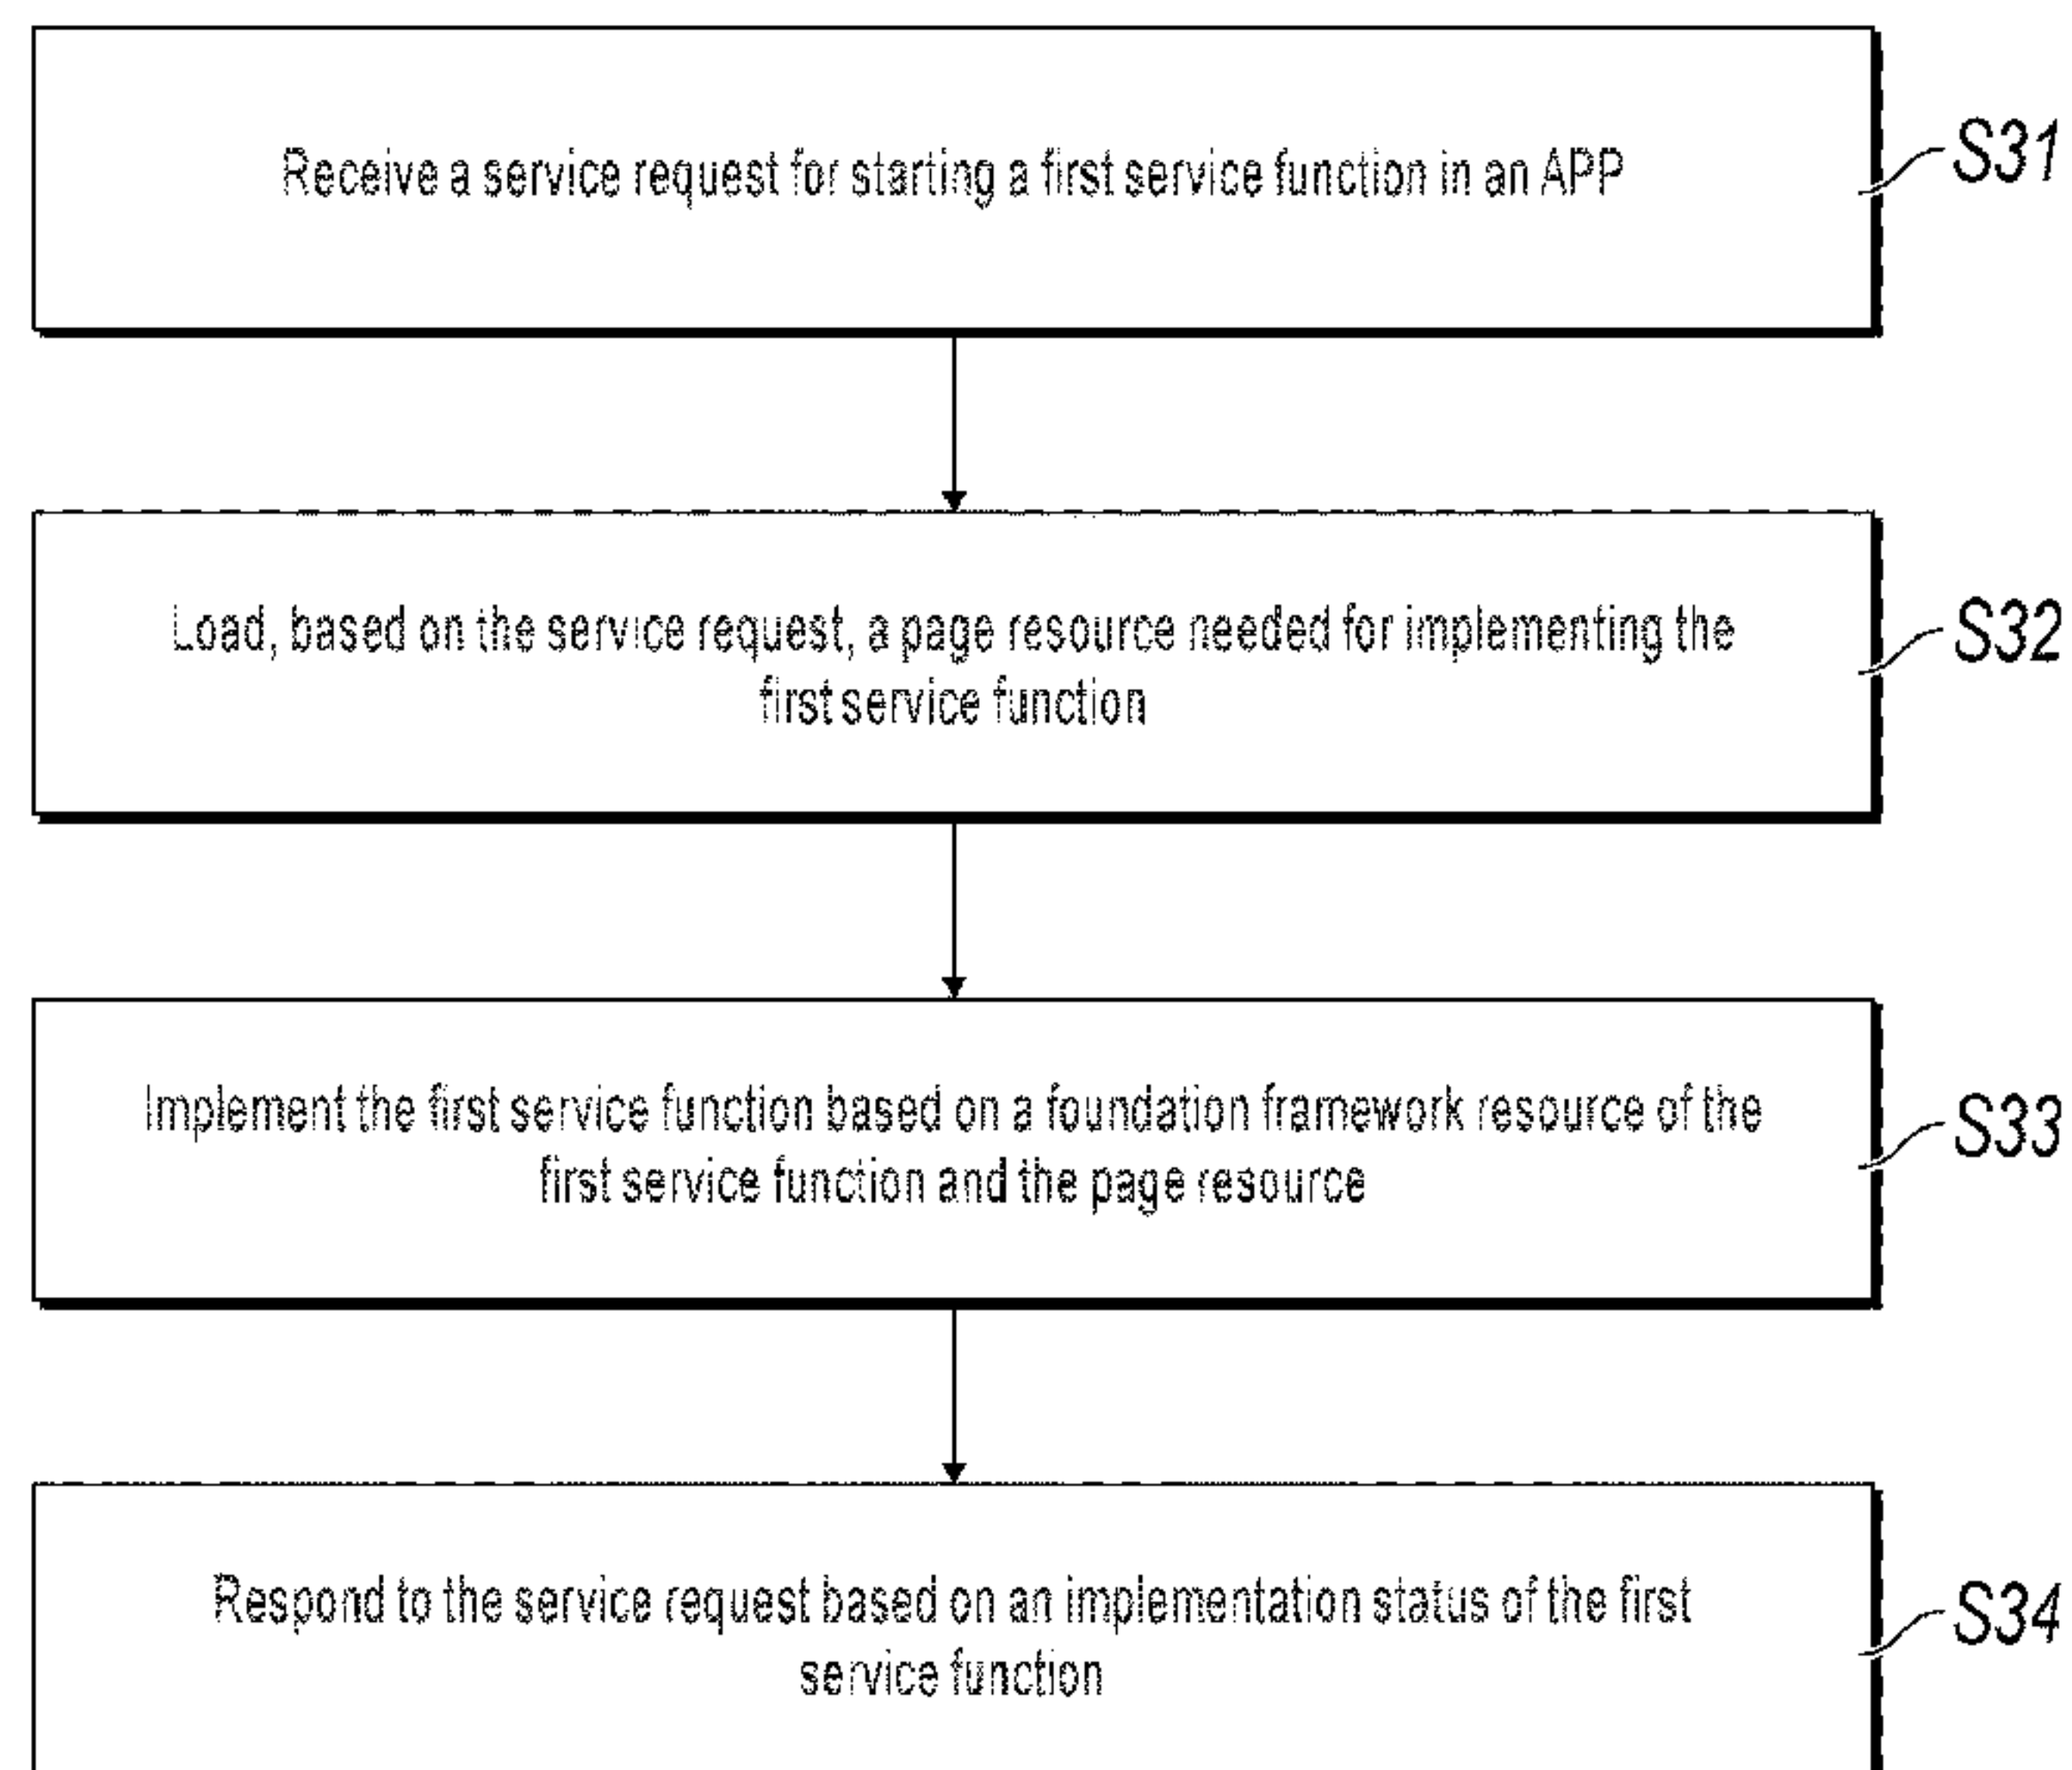 Receive a service request for starting a first service function in an APP
S31
Load, based on the service request, a page resource needed for implementing the
first service function
S32
Implement the first service function based on a foundation framework resource of the
first service function and the page resource
S33
Respond to the service request based on an implementation status of the first
service function
S34